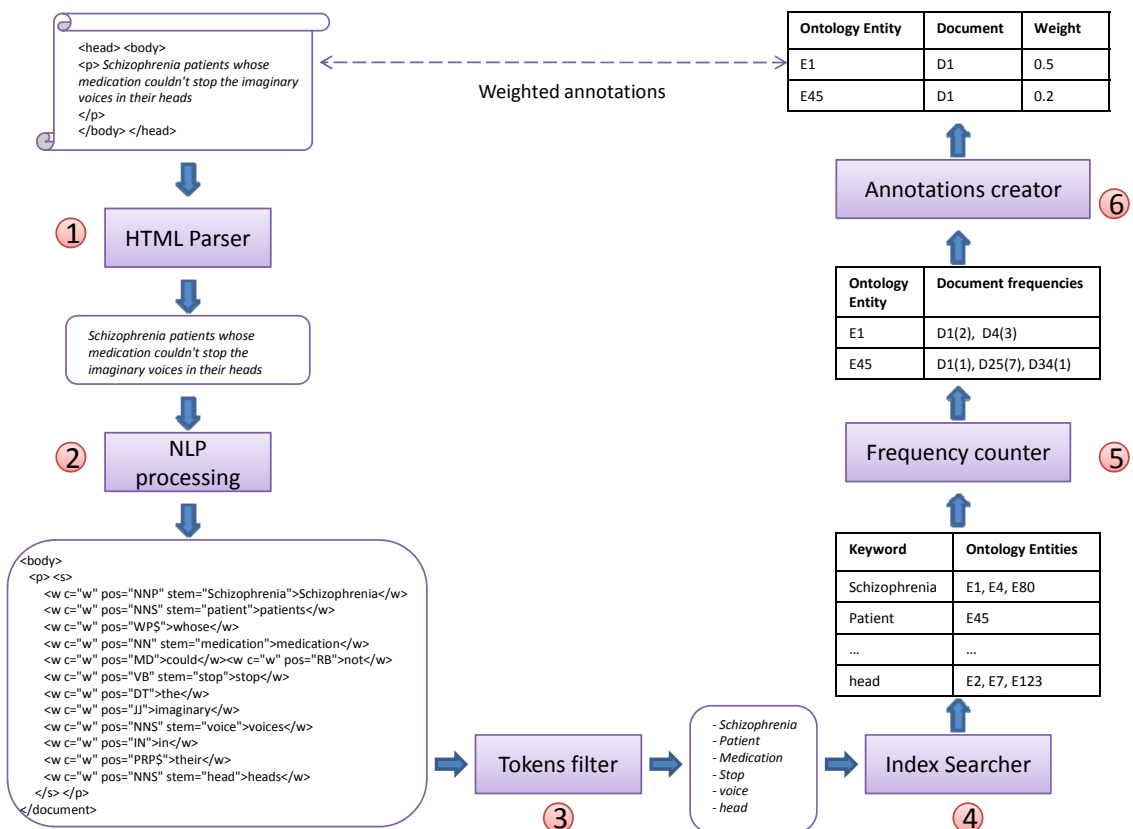 <head> <body>
<p> Schizophrenia patients whose
medication couldn't stop the imaginary
voices in their heads
</p>
</body> </head>
Weighted annotations
Ontology Entity Document Weight
E1 D1 0.5
E45 D1 0.2
1
HTML Parser
Schizophrenia patients whose
medication couldn't stop the
imaginary voices in their heads
2
NLP
processing
<body>
<p> <s>
<w c="w" pos="NNP" stem="Schizophrenia">Schizophrenia</w>
<w c="w" pos="NNS" stem="patient">patients</w>
<w c="w" pos="WP$">whose</w>
<w c="w" pos="NN" stem="medication">medication</w>
<w c="w" pos="MD">could</w><w c="w" pos="RB">not</w>
<w c="w" pos="VB" stem="stop">stop</w>
<w c="w" pos="DT">the</w>
<w c="w" pos="JJ">imaginary</w>
<w c="w" pos="NNS" stem="voice">voices</w>
<w c="w" pos="IN">in</w>
<w c="w" pos="PRP$">their</w>
<w c="w" pos="NNS" stem="head">heads</w>
</s> </p>
</document>
Tokens filter
3
- Schizophrenia
- Patient
- Medication
- Stop
- voice
- head
Index Searcher
4
Keyword Ontology Entities
Schizophrenia E1, E4, E80
Patient E45
... ...
head E2, E7, E123
Frequency counter
5
Ontology Entity Document frequencies
E1 D1(2), D4(3)
E45 D1(1), D25(7), D34(1)
Annotations creator
6